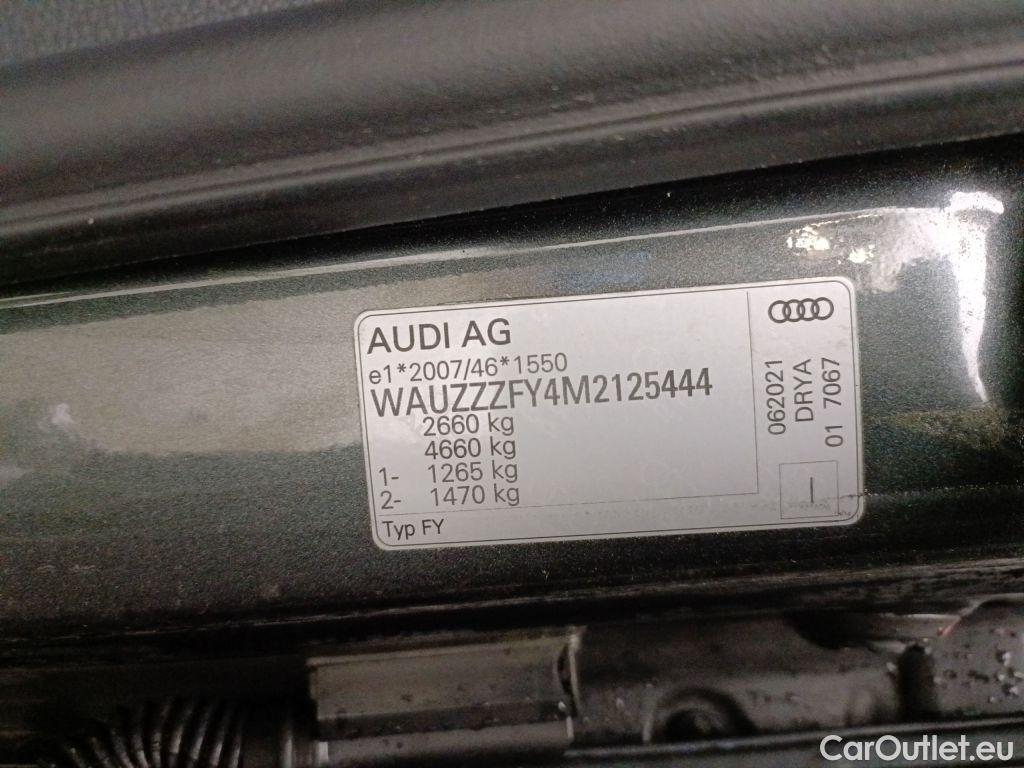 AUDI AG
e1*2007/46*1550
WAUZZZFY4M2125444
2660 kg
4660 kg
1- 1265 kg
2- 1470 kg
Typ FY
062021
DRYA
01 7067
I
CarOutlet.eu